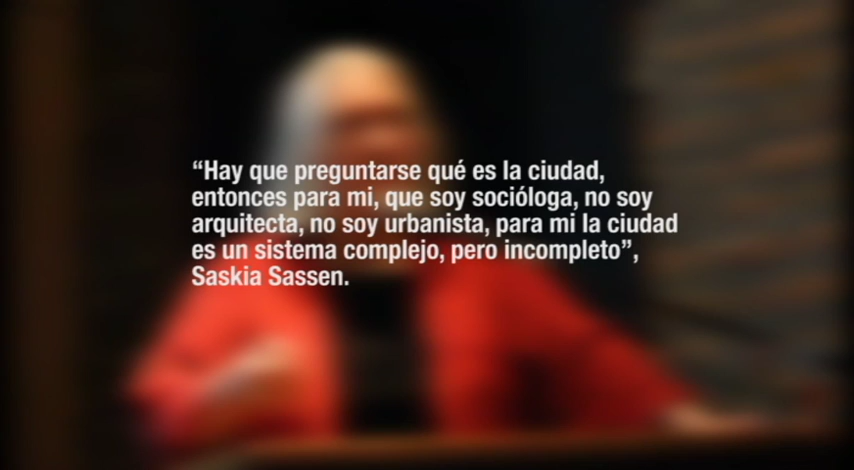 “Hay que preguntarse qué es la ciudad,
entonces para mi, que soy socióloga, no soy
arquitecta, no soy urbanista, para mi la ciudad
es un sistema complejo, pero incompleto”,
Saskia Sassen.